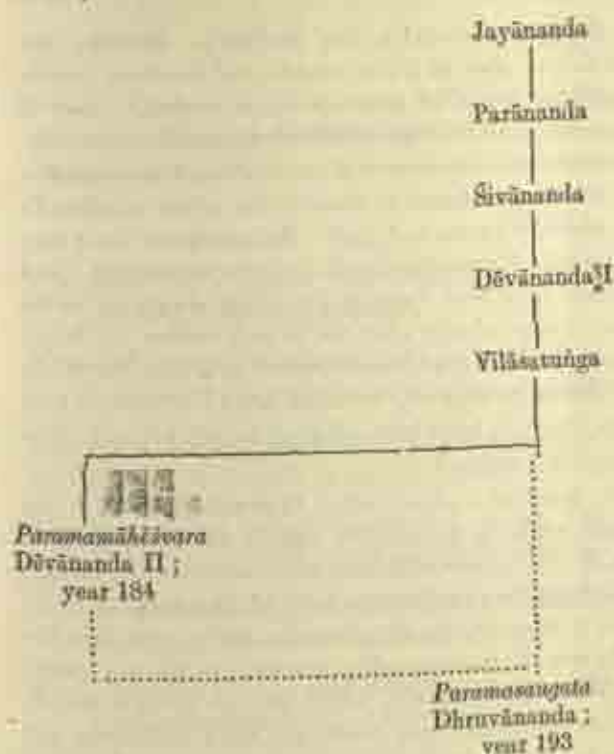 Jayānanda
Parānanda
Śivānanda
Dēvānanda I
Vilāsatuṅga
Paramamāhēśvara
Dēvānanda II ;
year 184
Paramasaugata
Dhruvānanda ;
year 193